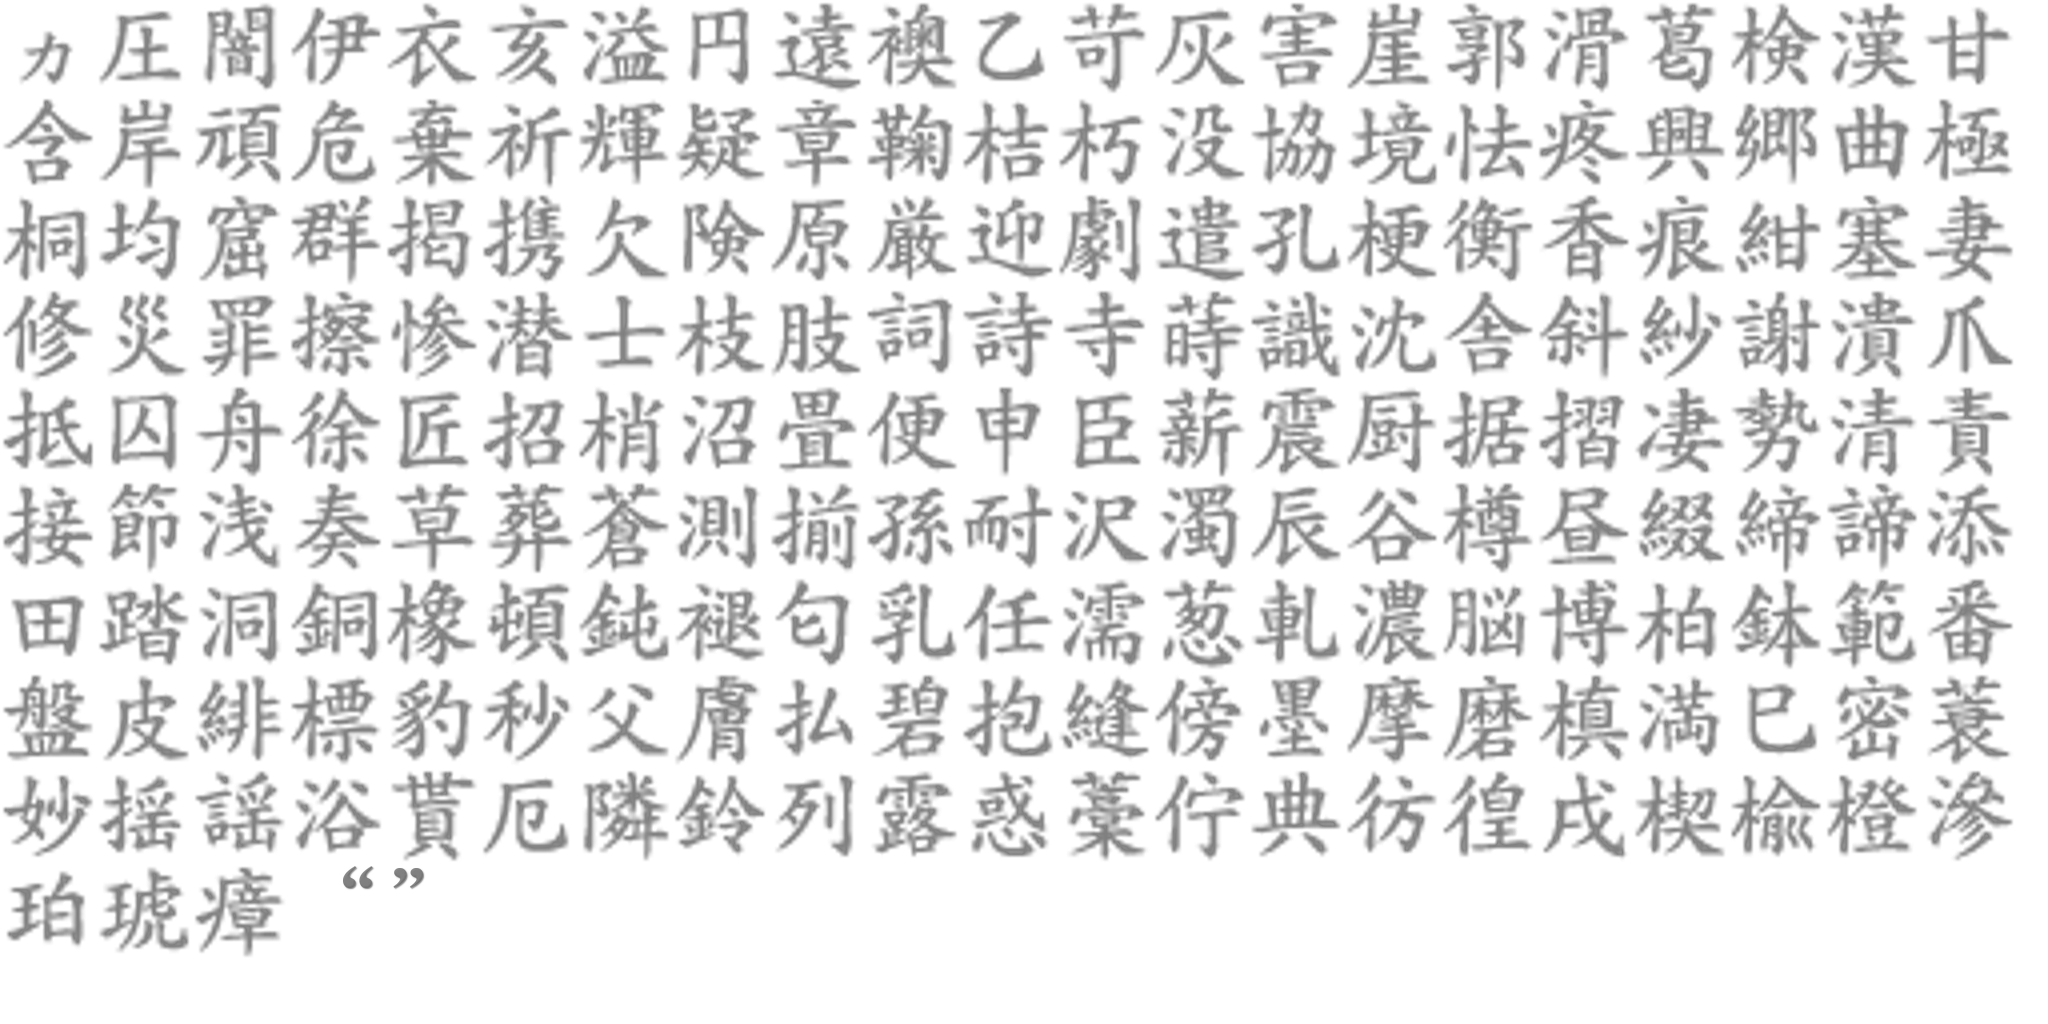 ヵ圧闇伊衣亥溢円遠襖乙苛灰害崖郭滑葛検漢甘
含岸頑危棄祈輝疑章鞠桔朽没協境怯疼興郷曲極
桐均窟群掲携欠険原厳迎劇遣孔梗衡香痕紺塞妻
修災罪擦惨潜士枝肢詞詩寺蒔識沈舎斜紗謝潰爪
抵囚舟徐匠招梢沼畳便申臣薪震厨据摺凄勢清責
接節浅奏草葬蒼測揃孫耐沢濁辰谷樽昼綴締諦添
田踏洞銅橡頓鈍褪匂乳任濡葱軋濃脳博柏鉢範番
盤皮緋標豹秒父膚払碧抱縫傍墨摩磨槙満巳密蓑
妙揺謡浴貰厄隣鈴列露惑藁佇典彷徨戌楔楡橙滲
珀琥瘴 “ ”